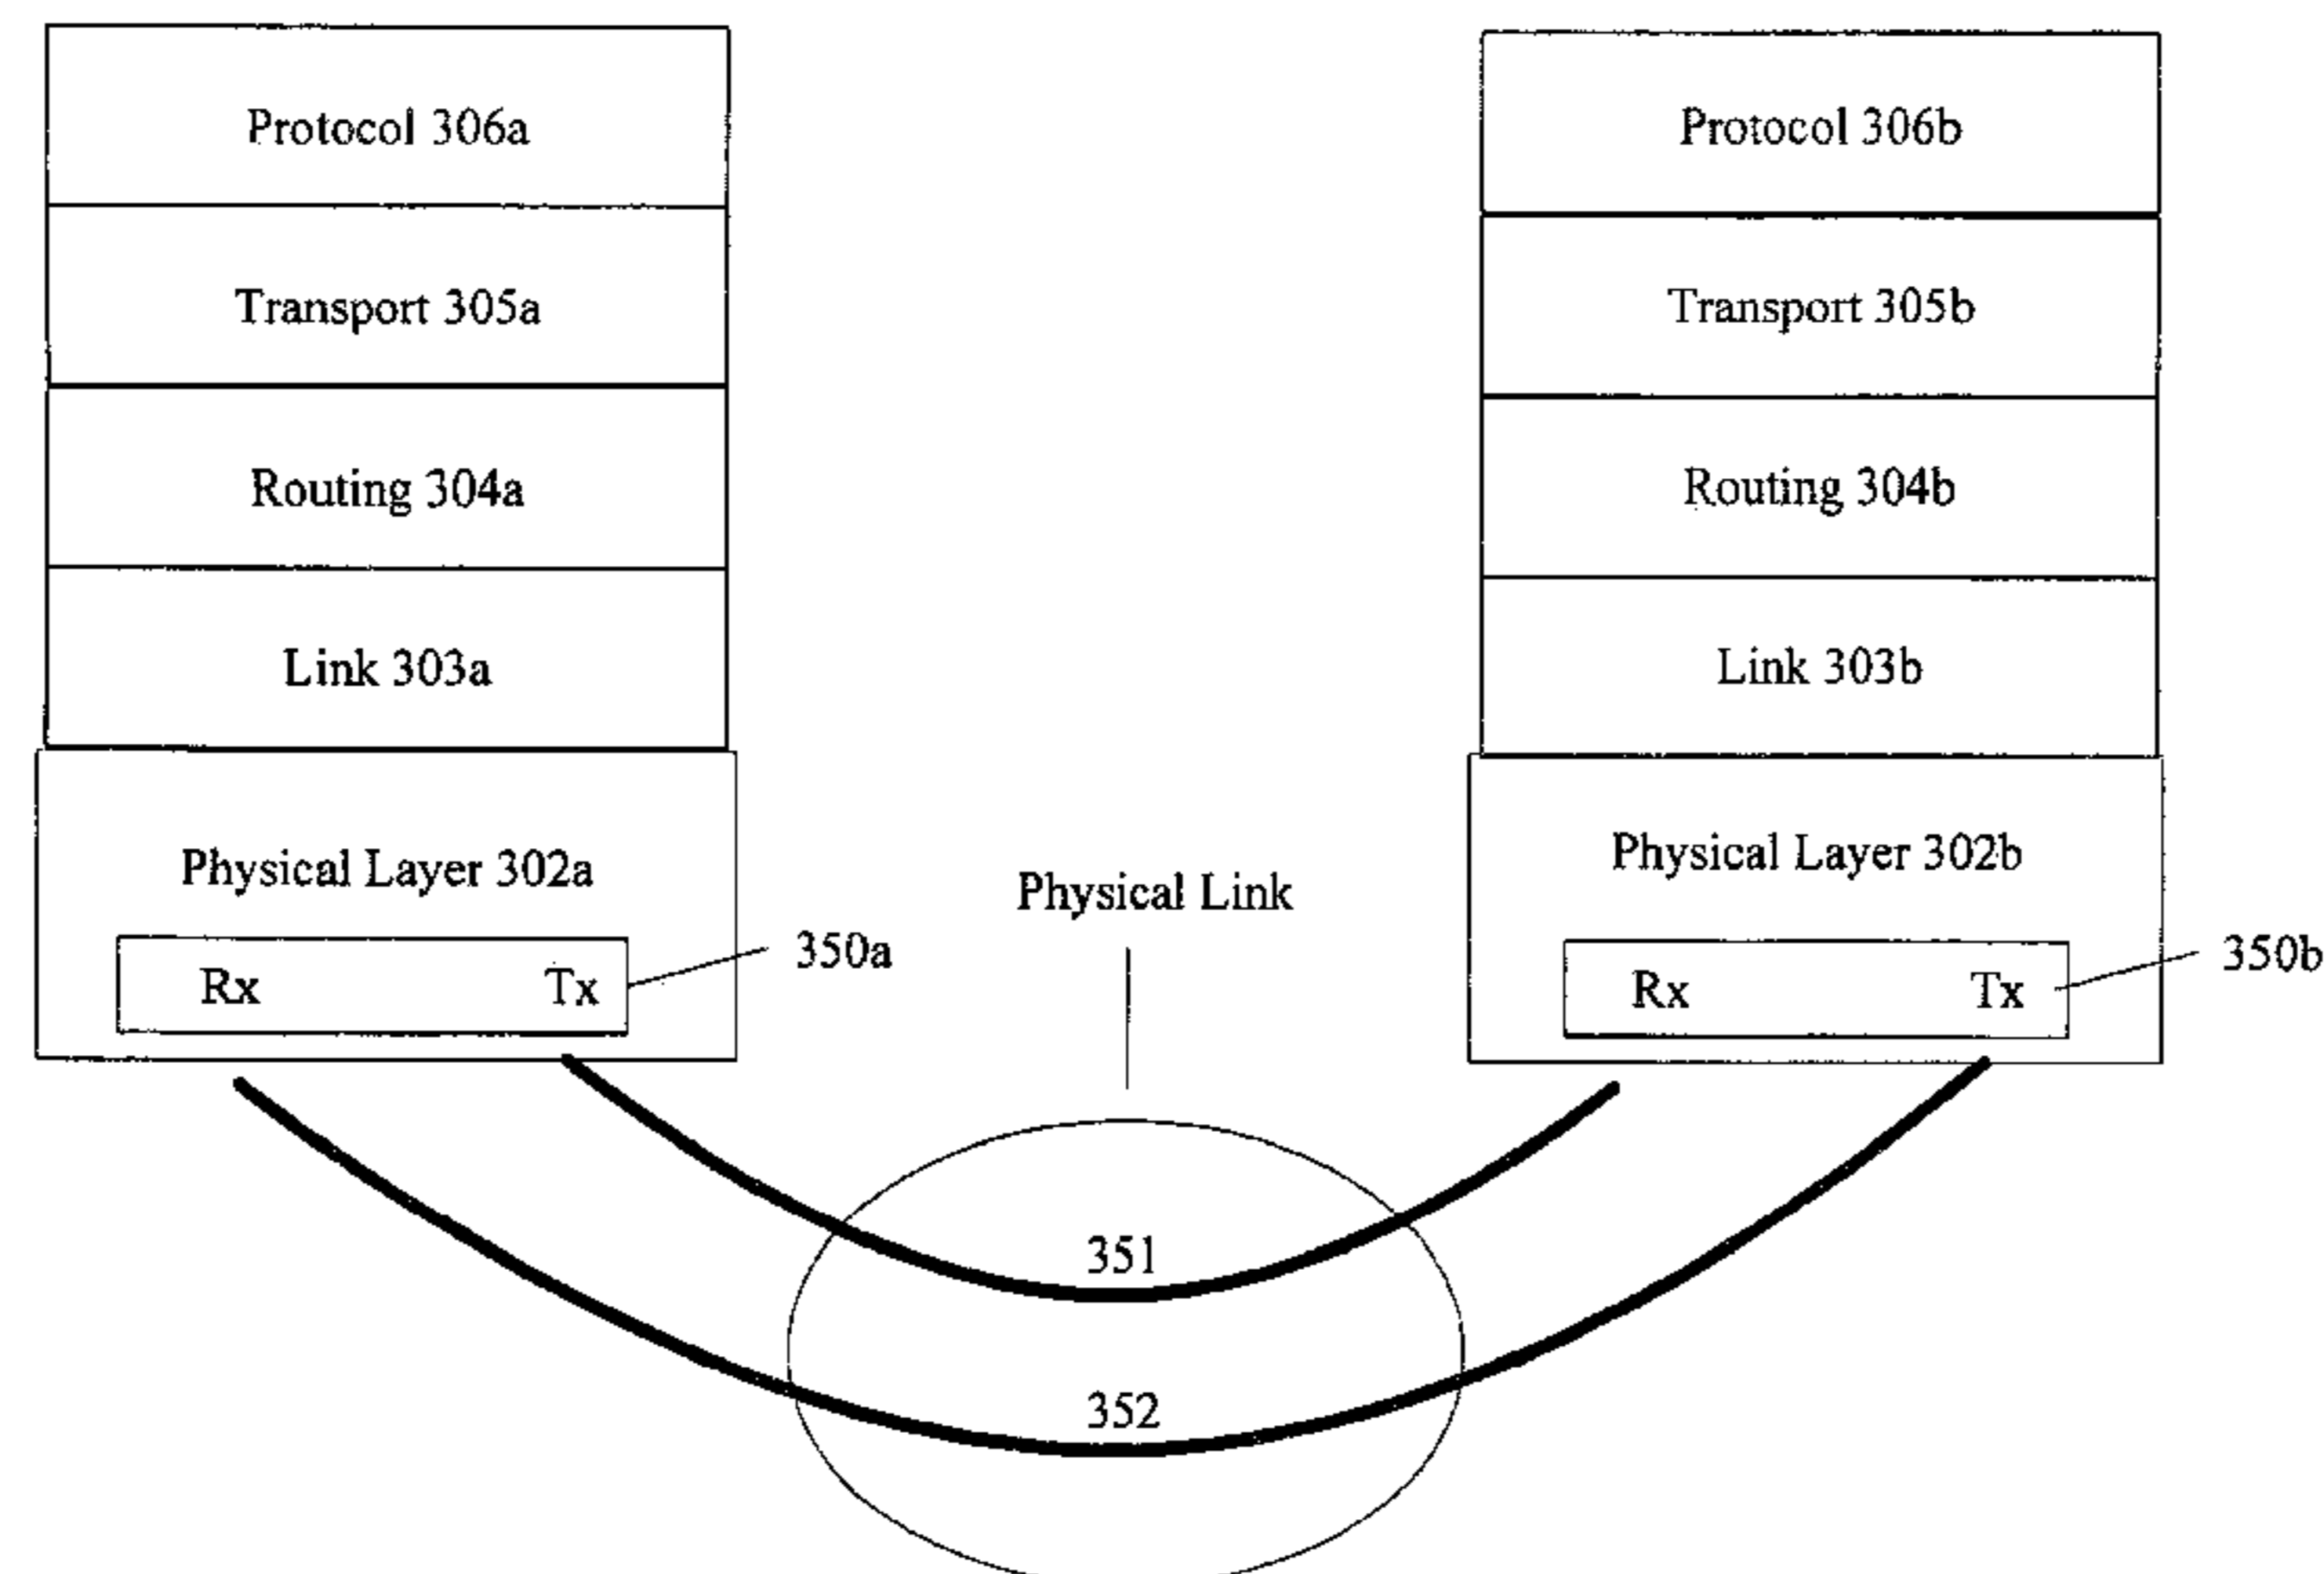 Protocol 306a
Transport 305a
Routing 304a
Link 303a
Physical Layer 302a
Rx Tx
350a
Protocol 306b
Transport 305b
Routing 304b
Link 303b
Physical Layer 302b
Rx Tx
350b
Physical Link
351
352